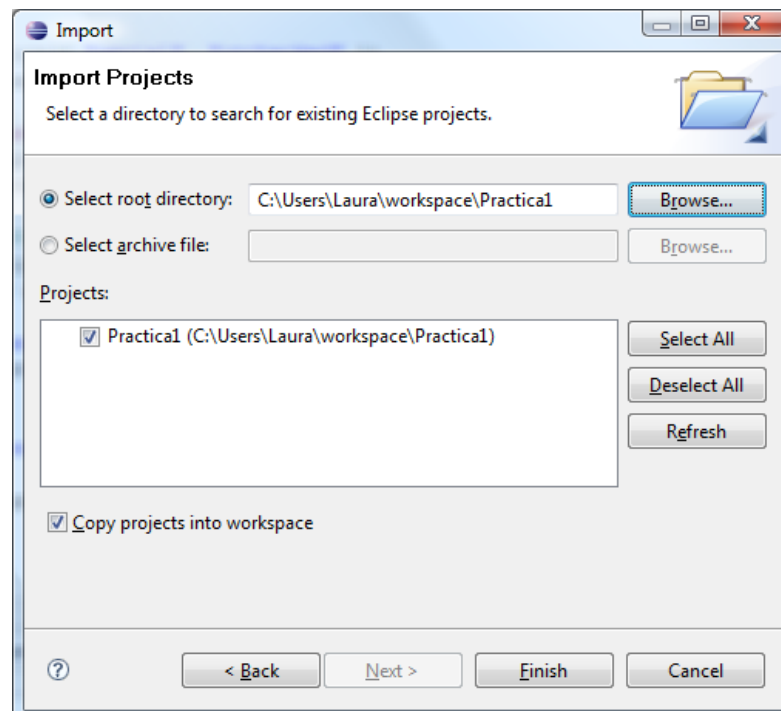 Import
Import Projects
Select a directory to search for existing Eclipse projects.
Select root directory: C:\Users\Laura\workspace\Practica1 Browse...
Select archive file: Browse...
Projects:
Practica1 (C:\Users\Laura\workspace\Practica1)
Select All
Deselect All
Refresh
Copy projects into workspace
? < Back Next > Finish Cancel